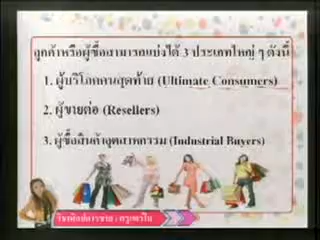 ลูกค้าหรือผู้ซื้อสามารถแบ่งได้ 3 ประเภทใหญ่ ๆ ดังนี้
1. ผู้บริโภคคนสุดท้าย (Ultimate Consumers)
2. ผู้ขายต่อ (Resellers)
3. ผู้ซื้อสินค้าอุตสาหกรรม (Industrial Buyers)